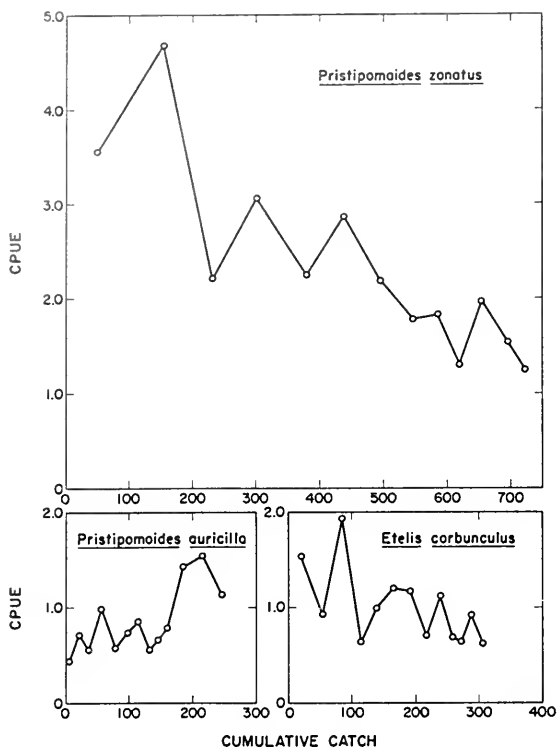 5.0
Pristipomaides zonatus
4.0
3.0
CPUE
2.0
1.0
0
0 100 200 300 400 500 600 700
2.0 Pristipomoides auricilla
CPUE
1.0
0
0 100 200 300
2.0 Etelis corbunculus
1.0
0
0 100 200 300 400
CUMULATIVE CATCH